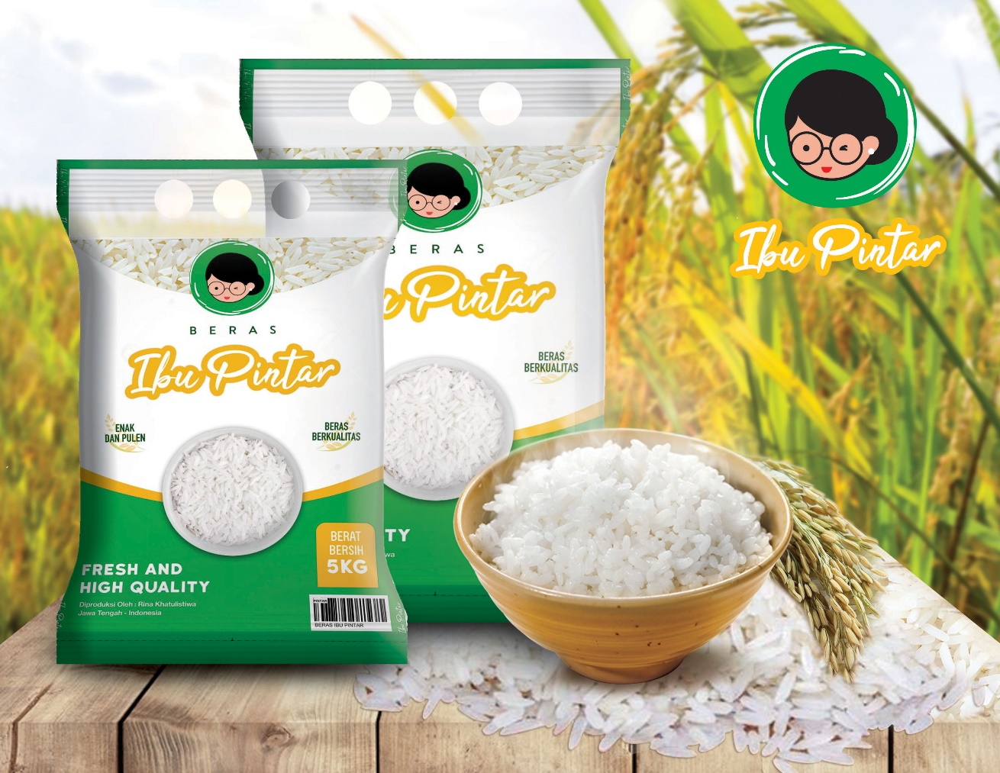 Ibu Pintar
BERAS
Pintar
BERAS
BERKUALITAS
TY
BERAS
Ibu Pintar
ENAK
DAN PULEN
BERAS
BERKUALITAS
BERAT
BERSIH
5KG
FRESH AND
HIGH QUALITY
Diproduksi Oleh : Rina Khatulistiwa
Jawa Tengah - Indonesia
PINTAR
BERAS IBU PINTAR
Ibu Pintar